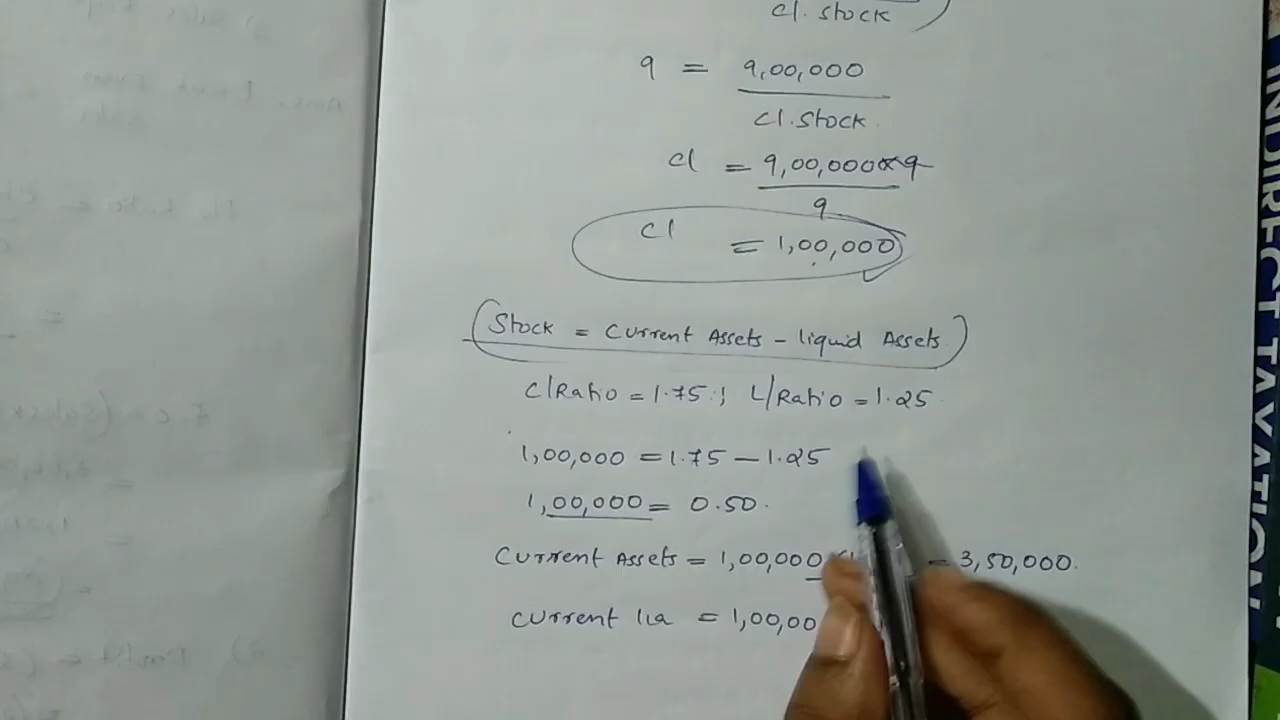 cl. stock
9 = 9,00,000
cl. stock
cl = 9,00,000×9
9
cl = 1,00,000
Stock = Current Assets - liquid Assets
C/Ratio = 1.75 ; L/Ratio = 1.25
1,00,000 = 1.75 - 1.25
1,00,000 = 0.50.
Current Assets = 1,00,000 = 3,50,000.
Current lia = 1,00,00
INDIRECT TAXATION